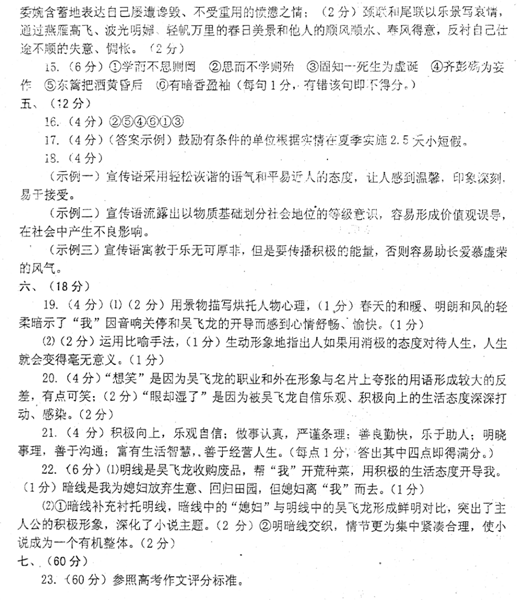 委婉含蓄地表达自己屡遭谗毁、不受重用的愤懑之情；（2分）颈联和尾联以乐景写哀情，
通过燕雁高飞、波光明媚、轻帆万里的春日美景和他人的顺风顺水、春风得意，反衬自己仕
途不顺的失意、惆怅。（2分）
15.（6分）①学而不思则罔 ②思而不学则殆 ③固知一死生为虚诞 ④齐彭殇为妄
作 ⑤东篱把酒黄昏后 ⑥有暗香盈袖（每句1分，有错该句即不得分。）
五、（12分）
16.（4分）②⑤④⑥①③
17.（4分）（答案示例）鼓励有条件的单位根据实情在夏季实施2.5天小短假。
18.（4分）
（示例一）宣传语采用轻松诙谐的语气和平易近人的态度，让人感到温馨，印象深刻，
易于接受。
（示例二）宣传语流露出以物质基础划分社会地位的等级意识，容易形成价值观误导，
在社会中产生不良影响。
（示例三）宣传语寓教于乐无可厚非，但是要传播积极的能量，否则容易助长爱慕虚荣
的风气。
六、（18分）
19.（4分）⑴（2分）用景物描写烘托人物心理，（1分）春天的和暖、明朗和风的轻
柔暗示了“我”因音响关停和吴飞龙的开导而感到心情舒畅、愉快。（1分）
⑵（2分）运用比喻手法，（1分）生动形象地指出人如果用消极的态度对待人生，人生
就会变得毫无意义。（1分）
20.（4分）“想笑”是因为吴飞龙的职业和外在形象与名片上夸张的用语形成较大的反
差，有点可笑；（2分）“眼却湿了”是因为被吴飞龙自信乐观、积极向上的生活态度深深打
动、感染。（2分）
21.（4分）积极向上，乐观自信；做事认真，严谨条理；善良勤快，乐于助人；明晓
事理，善于沟通；富有生活智慧，善于经营人生。（每点1分，答出其中四点即得满分。）
22.（6分）⑴明线是吴飞龙收购废品，帮“我”开荒种菜，用积极的生活态度开导我。
（1分）暗线是我为媳妇放弃生意、回归田园，但媳妇离“我”而去。（1分）
⑵①暗线补充衬托明线，暗线中的“媳妇”与明线中的吴飞龙形成鲜明对比，突出了主
人公的积极形象，深化了小说主题。（2分）②明暗线交织，情节更为集中紧凑合理，使小
说成为一个有机整体。（2分）
七、（60分）
23.（60分）参照高考作文评分标准。